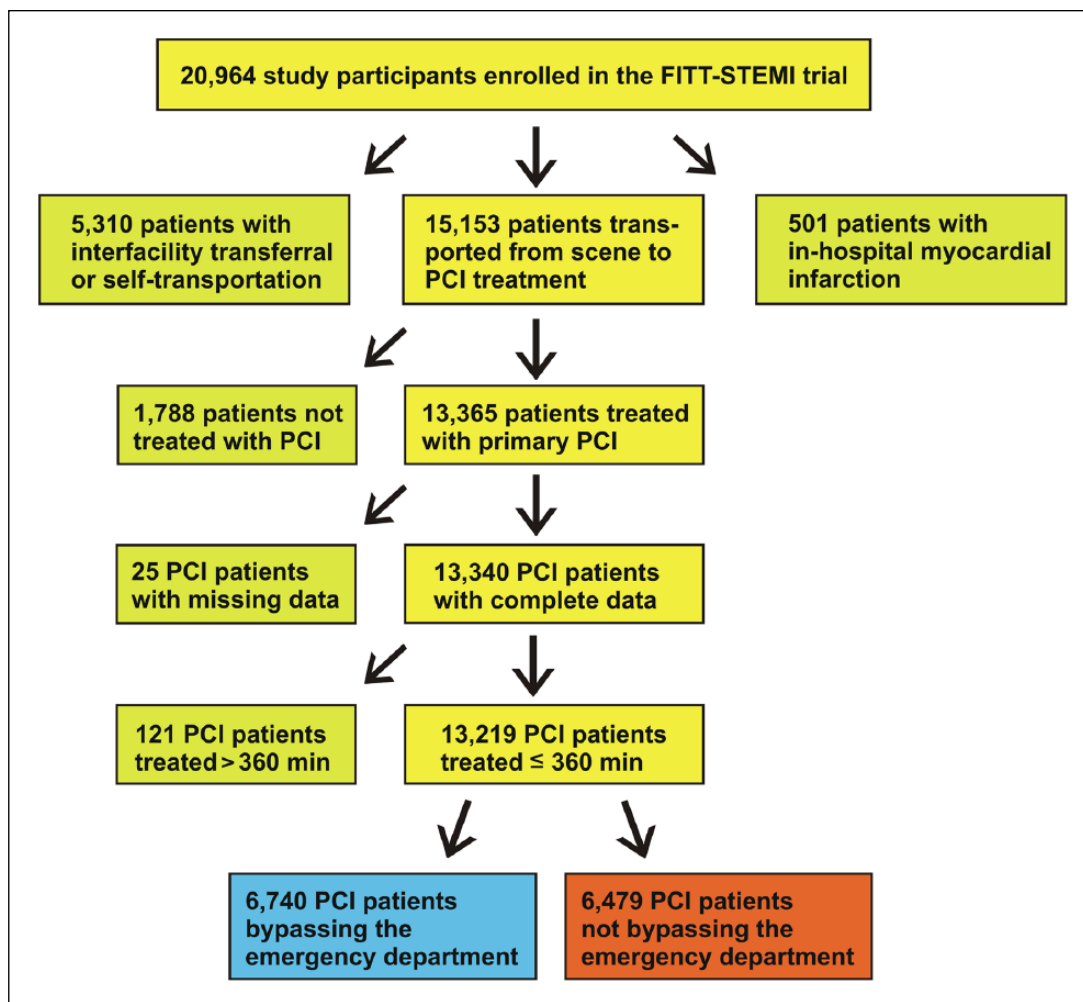 20,964 study participants enrolled in the FITT-STEMI trial
5,310 patients with
interfacility transferral
or self-transportation
15,153 patients trans-
ported from scene to
PCI treatment
501 patients with
in-hospital myocardial
infarction
1,788 patients not
treated with PCI
13,365 patients treated
with primary PCI
25 PCI patients
with missing data
13,340 PCI patients
with complete data
121 PCI patients
treated > 360 min
13,219 PCI patients
treated ≤ 360 min
6,740 PCI patients
bypassing the
emergency department
6,479 PCI patients
not bypassing the
emergency department